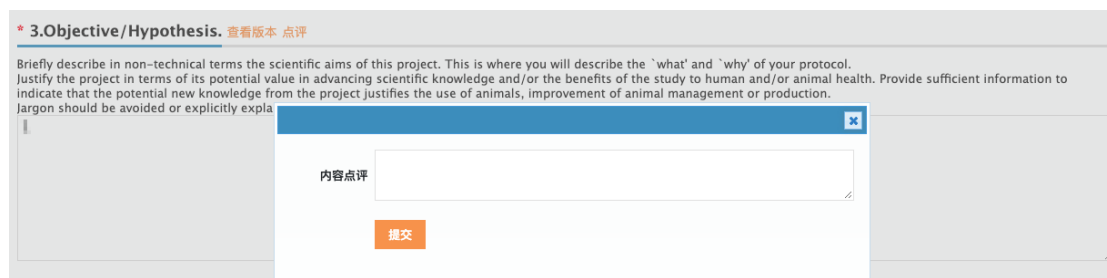 * 3.Objective/Hypothesis. 查看版本 点评
Briefly describe in non-technical terms the scientific aims of this project. This is where you will describe the `what' and `why' of your protocol.
Justify the project in terms of its potential value in advancing scientific knowledge and/or the benefits of the study to human and/or animal health. Provide sufficient information to
indicate that the potential new knowledge from the project justifies the use of animals, improvement of animal management or production.
Jargon should be avoided or explicitly expla
内容点评
提交